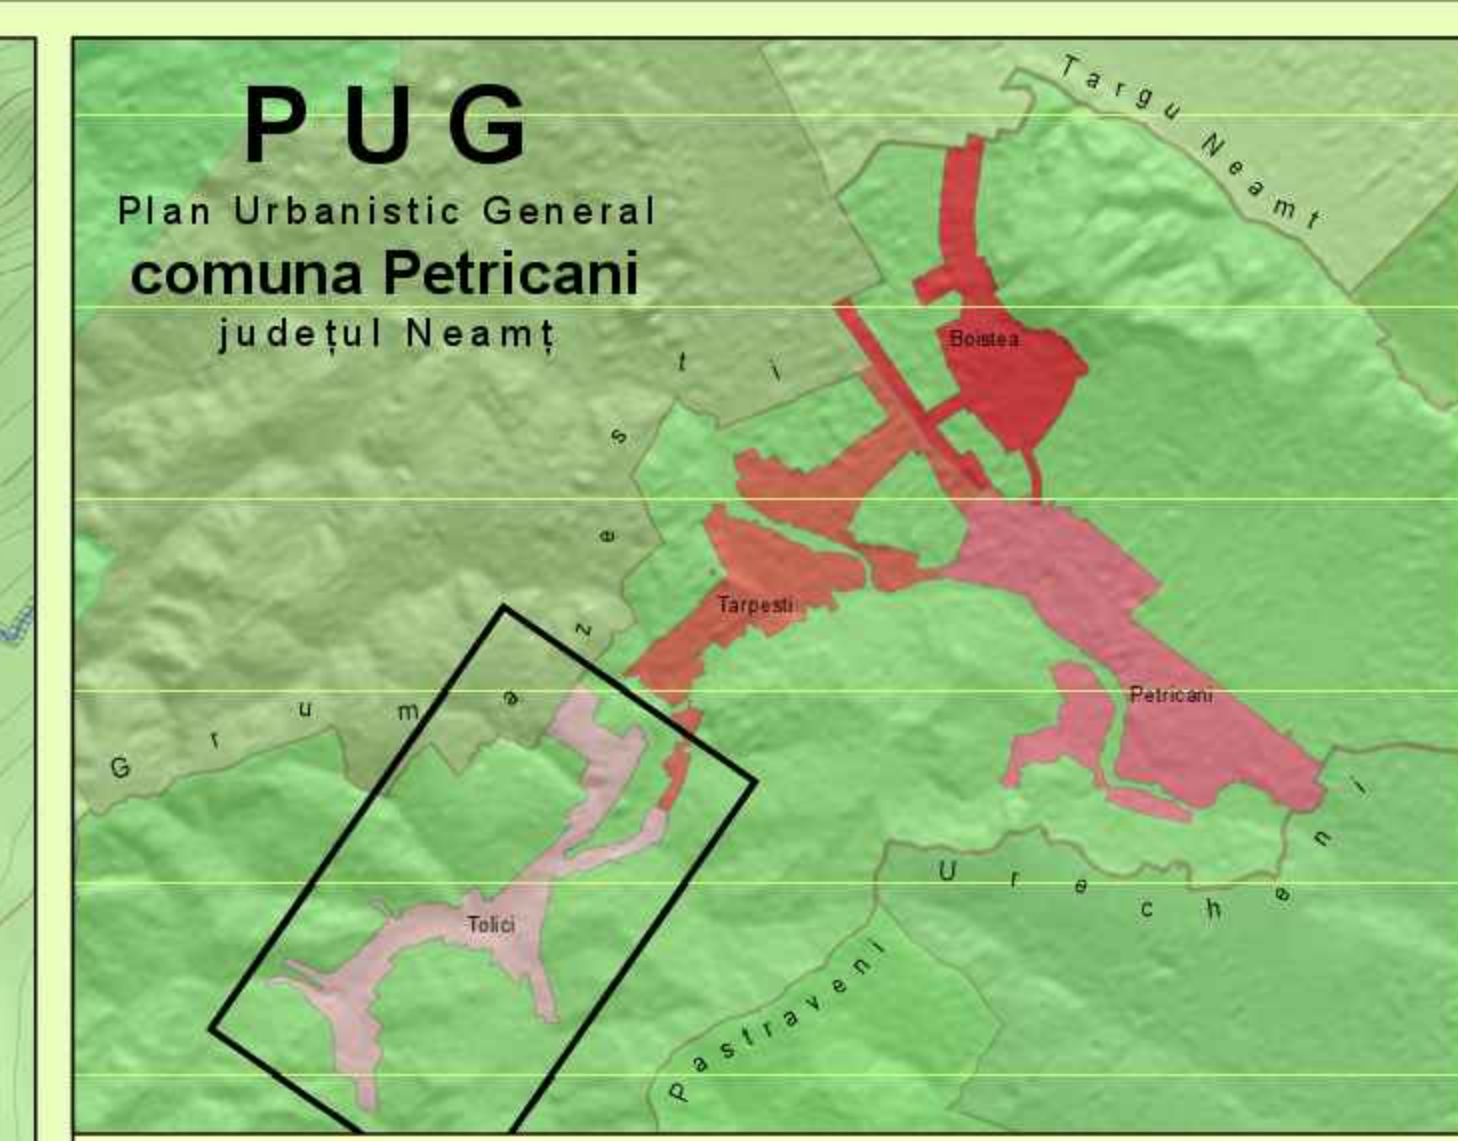 PUG
Plan Urbanistic General
comuna Petricani
județul Neamț
Targu Neamt
Boistea
Grumazesti
Tarpesti
Petricani
Tolici
Urecheni
Pastraveni